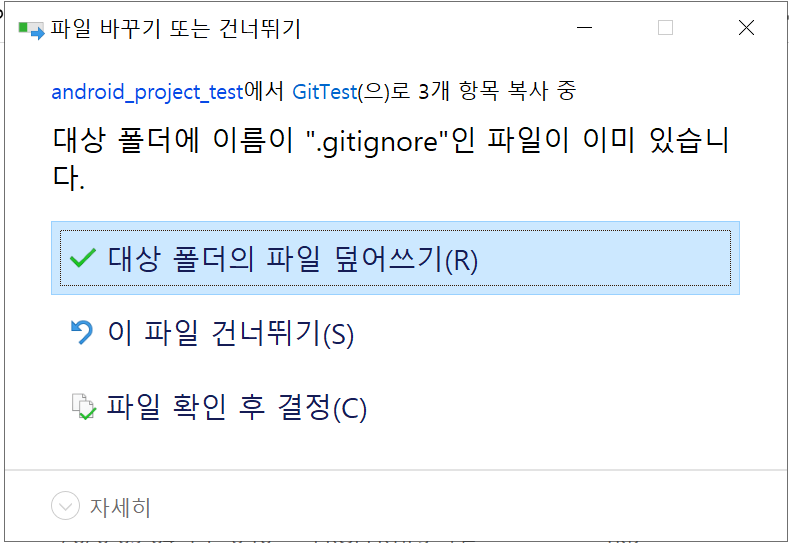 파일 바꾸기 또는 건너뛰기
android_project_test에서 GitTest(으)로 3개 항목 복사 중
대상 폴더에 이름이 ".gitignore"인 파일이 이미 있습니
다.
대상 폴더의 파일 덮어쓰기(R)
이 파일 건너뛰기(S)
파일 확인 후 결정(C)
자세히